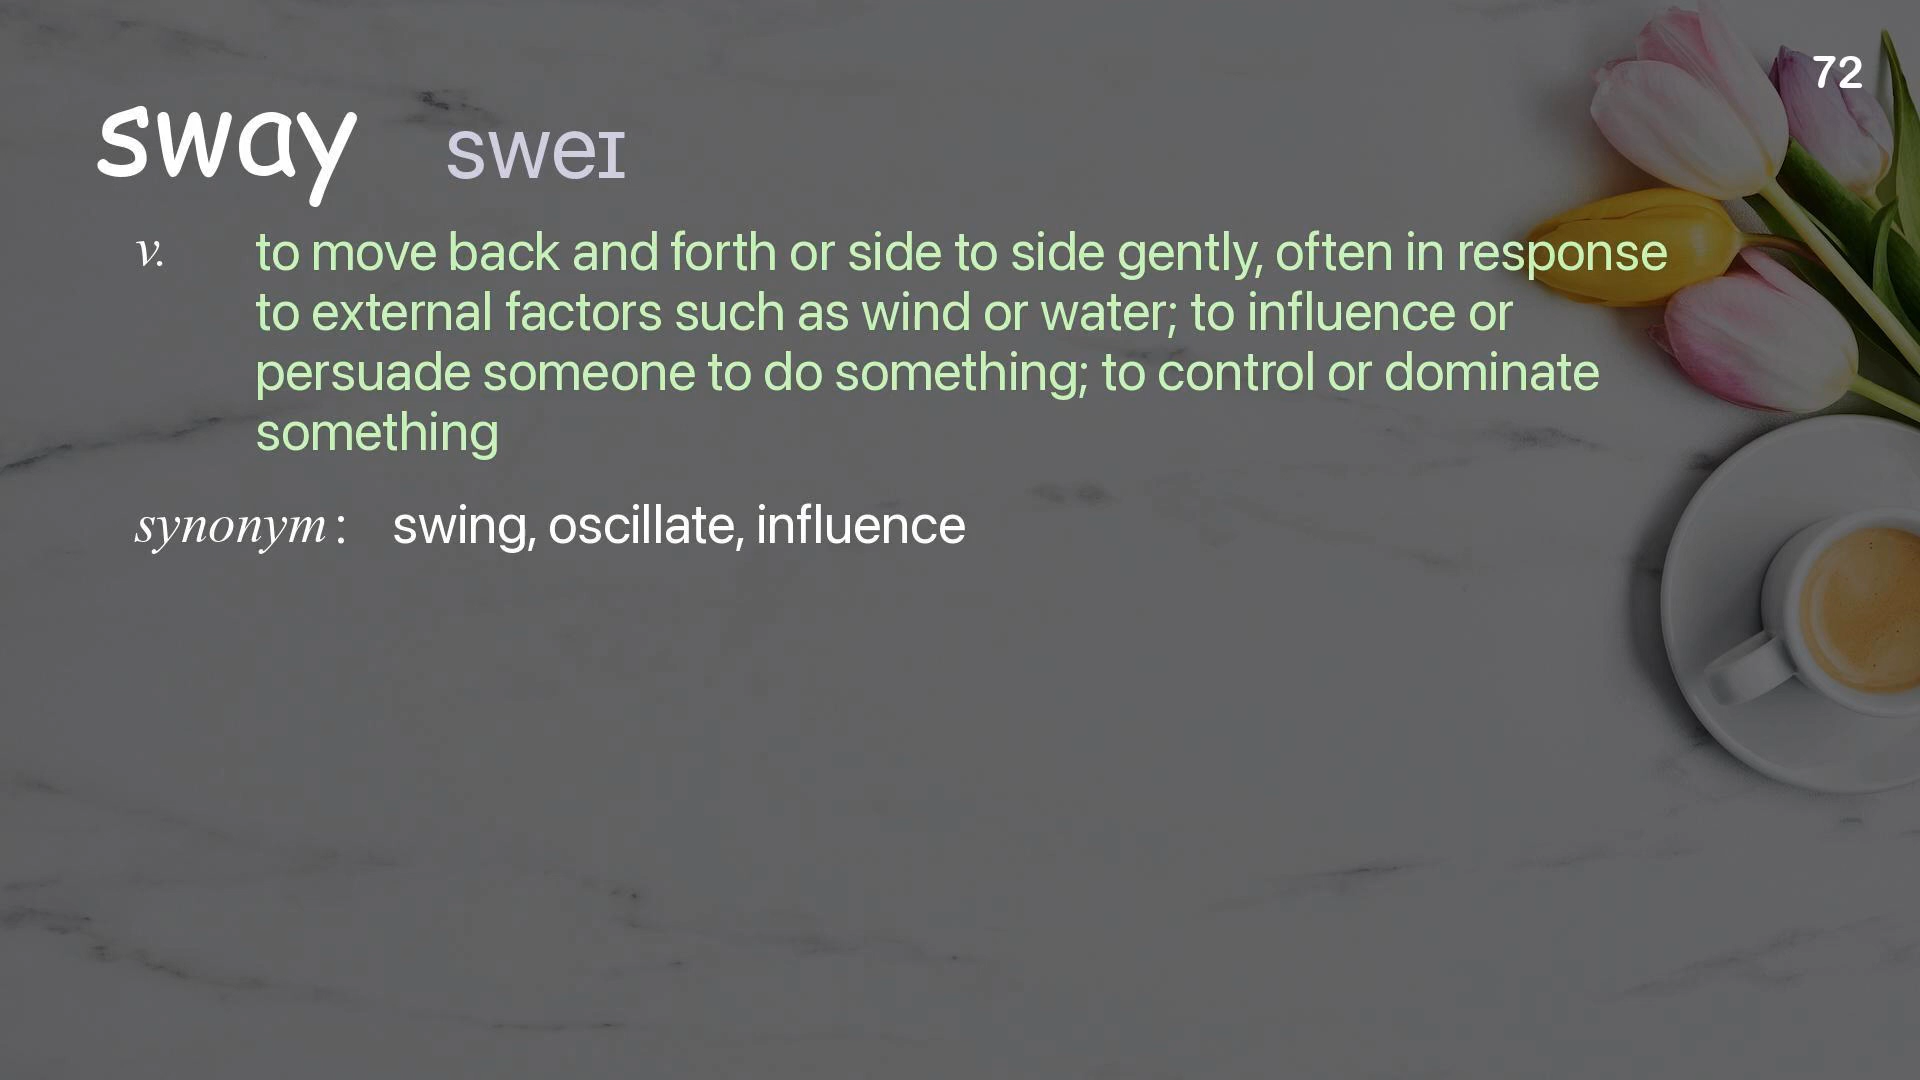 72
sway sweɪ
v. to move back and forth or side to side gently, often in response
to external factors such as wind or water; to influence or
persuade someone to do something; to control or dominate
something
synonym: swing, oscillate, influence